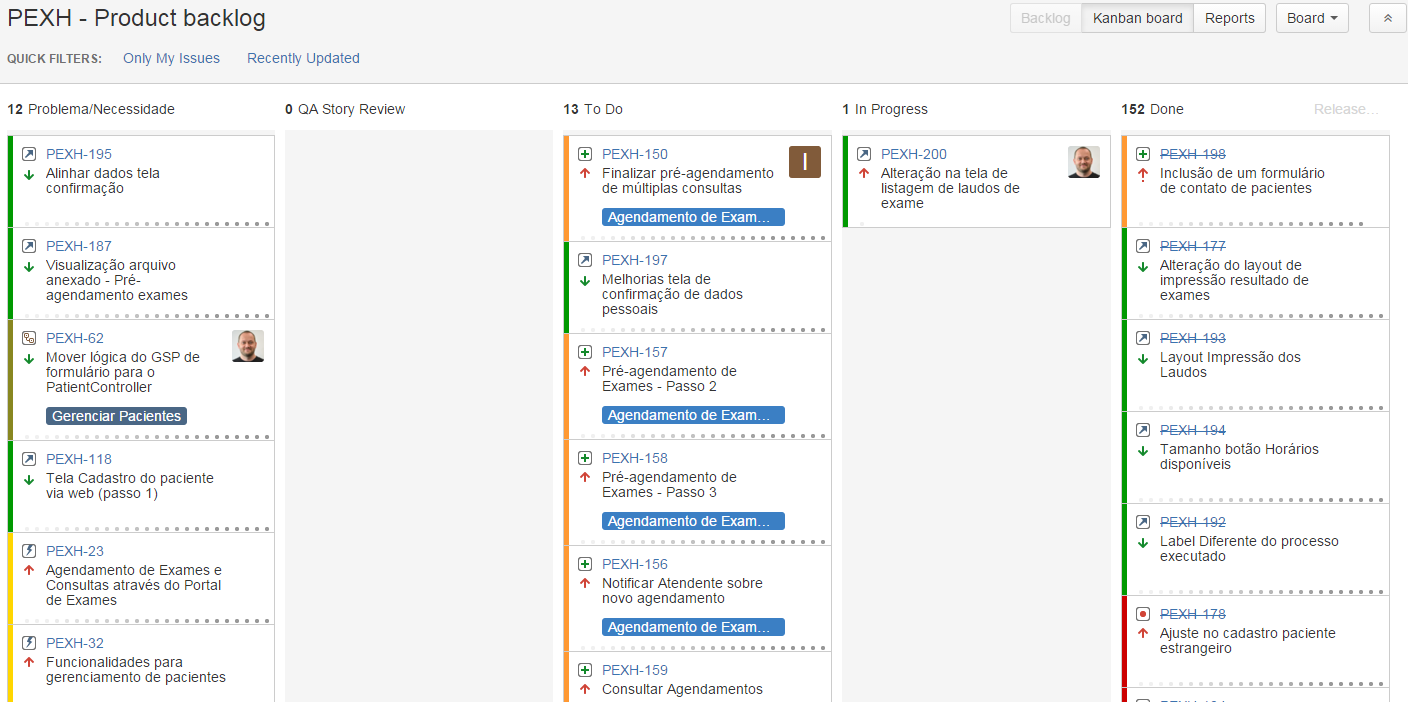 PEXH - Product backlog
Backlog
Kanban board
Reports
Board
QUICK FILTERS:
Only My Issues
Recently Updated
12 Problema/Necessidade
0 QA Story Review
13 To Do
1 In Progress
152 Done
Release...
PEXH-195
Alinhar dados tela
confirmação
PEXH-187
Visualização arquivo
anexado - Pré-
agendamento exames
PEXH-62
Mover lógica do GSP de
formulário para o
PatientController
Gerenciar Pacientes
PEXH-118
Tela Cadastro do paciente
via web (passo 1)
PEXH-23
Agendamento de Exames e
Consultas através do Portal
de Exames
PEXH-32
Funcionalidades para
gerenciamento de pacientes
PEXH-150
Finalizar pré-agendamento
de múltiplas consultas
I
Agendamento de Exam...
PEXH-197
Melhorias tela de
confirmação de dados
pessoais
PEXH-157
Pré-agendamento de
Exames - Passo 2
Agendamento de Exam...
PEXH-158
Pré-agendamento de
Exames - Passo 3
Agendamento de Exam...
PEXH-156
Notificar Atendente sobre
novo agendamento
Agendamento de Exam...
PEXH-159
Consultar Agendamentos
PEXH-200
Alteração na tela de
listagem de laudos de
exame
PEXH-198
Inclusão de um formulário
de contato de pacientes
PEXH-177
Alteração do layout de
impressão resultado de
exames
PEXH-193
Layout Impressão dos
Laudos
PEXH-194
Tamanho botão Horários
disponíveis
PEXH-192
Label Diferente do processo
executado
PEXH-178
Ajuste no cadastro paciente
estrangeiro